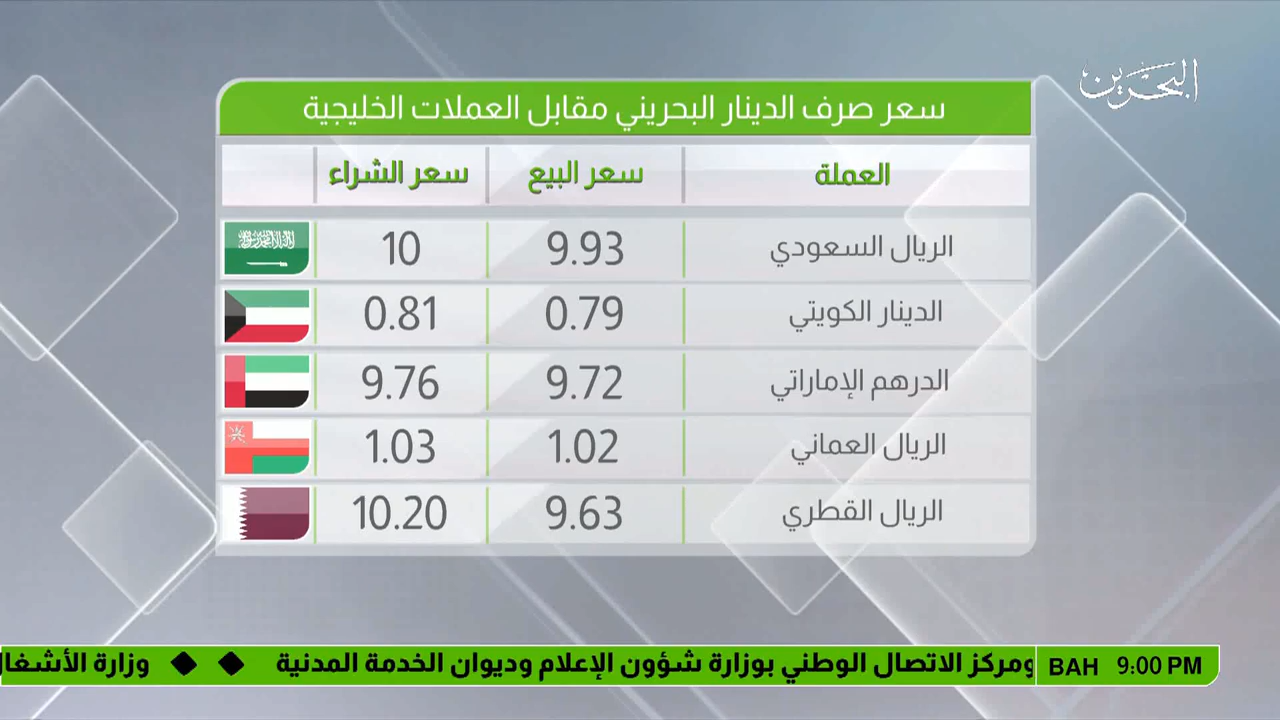 البحرين
سعر صرف الدينار البحريني مقابل العملات الخليجية
العملة سعر البيع سعر الشراء
الريال السعودي 9.93 10
الدينار الكويتي 0.79 0.81
الدرهم الإماراتي 9.72 9.76
الريال العماني 1.02 1.03
الريال القطري 9.63 10.20
BAH 9:00 PM
ومركز الاتصال الوطني بوزارة شؤون الإعلام وديوان الخدمة المدنية ◆ ◆ وزارة الأشغا